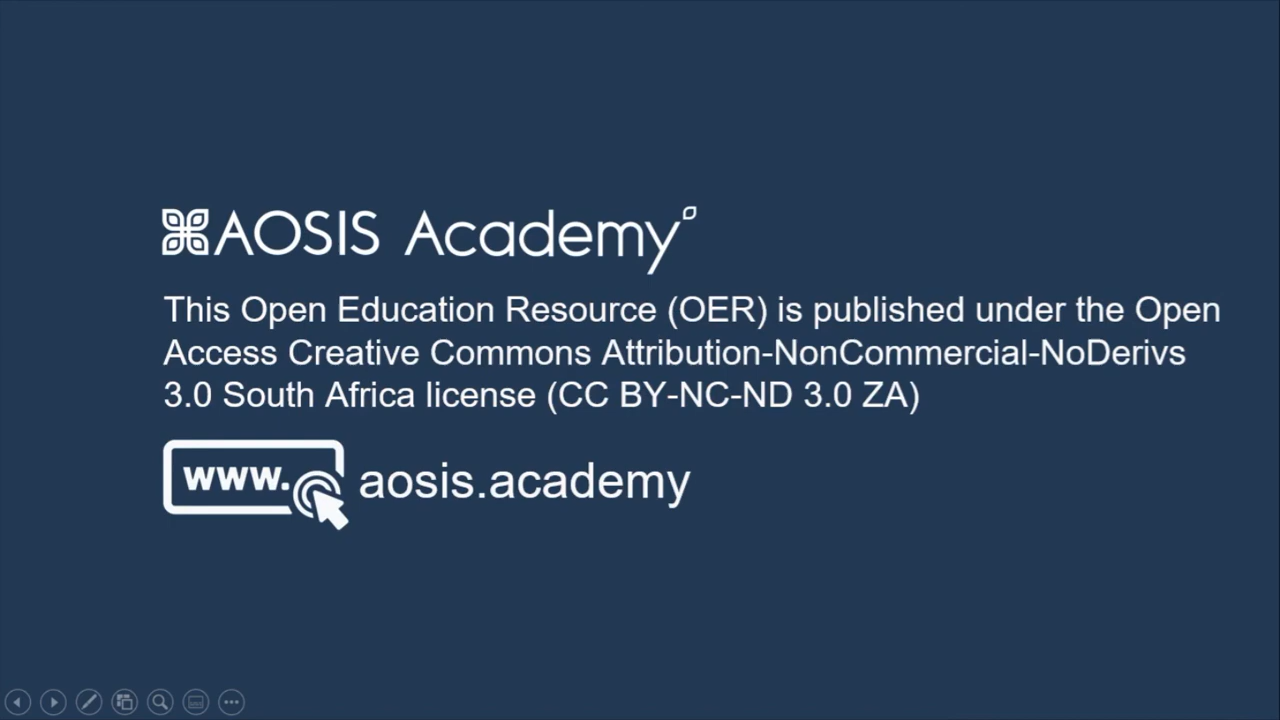 AOSIS Academy
This Open Education Resource (OER) is published under the Open
Access Creative Commons Attribution-NonCommercial-NoDerivs
3.0 South Africa license (CC BY-NC-ND 3.0 ZA)
www. aosis.academy